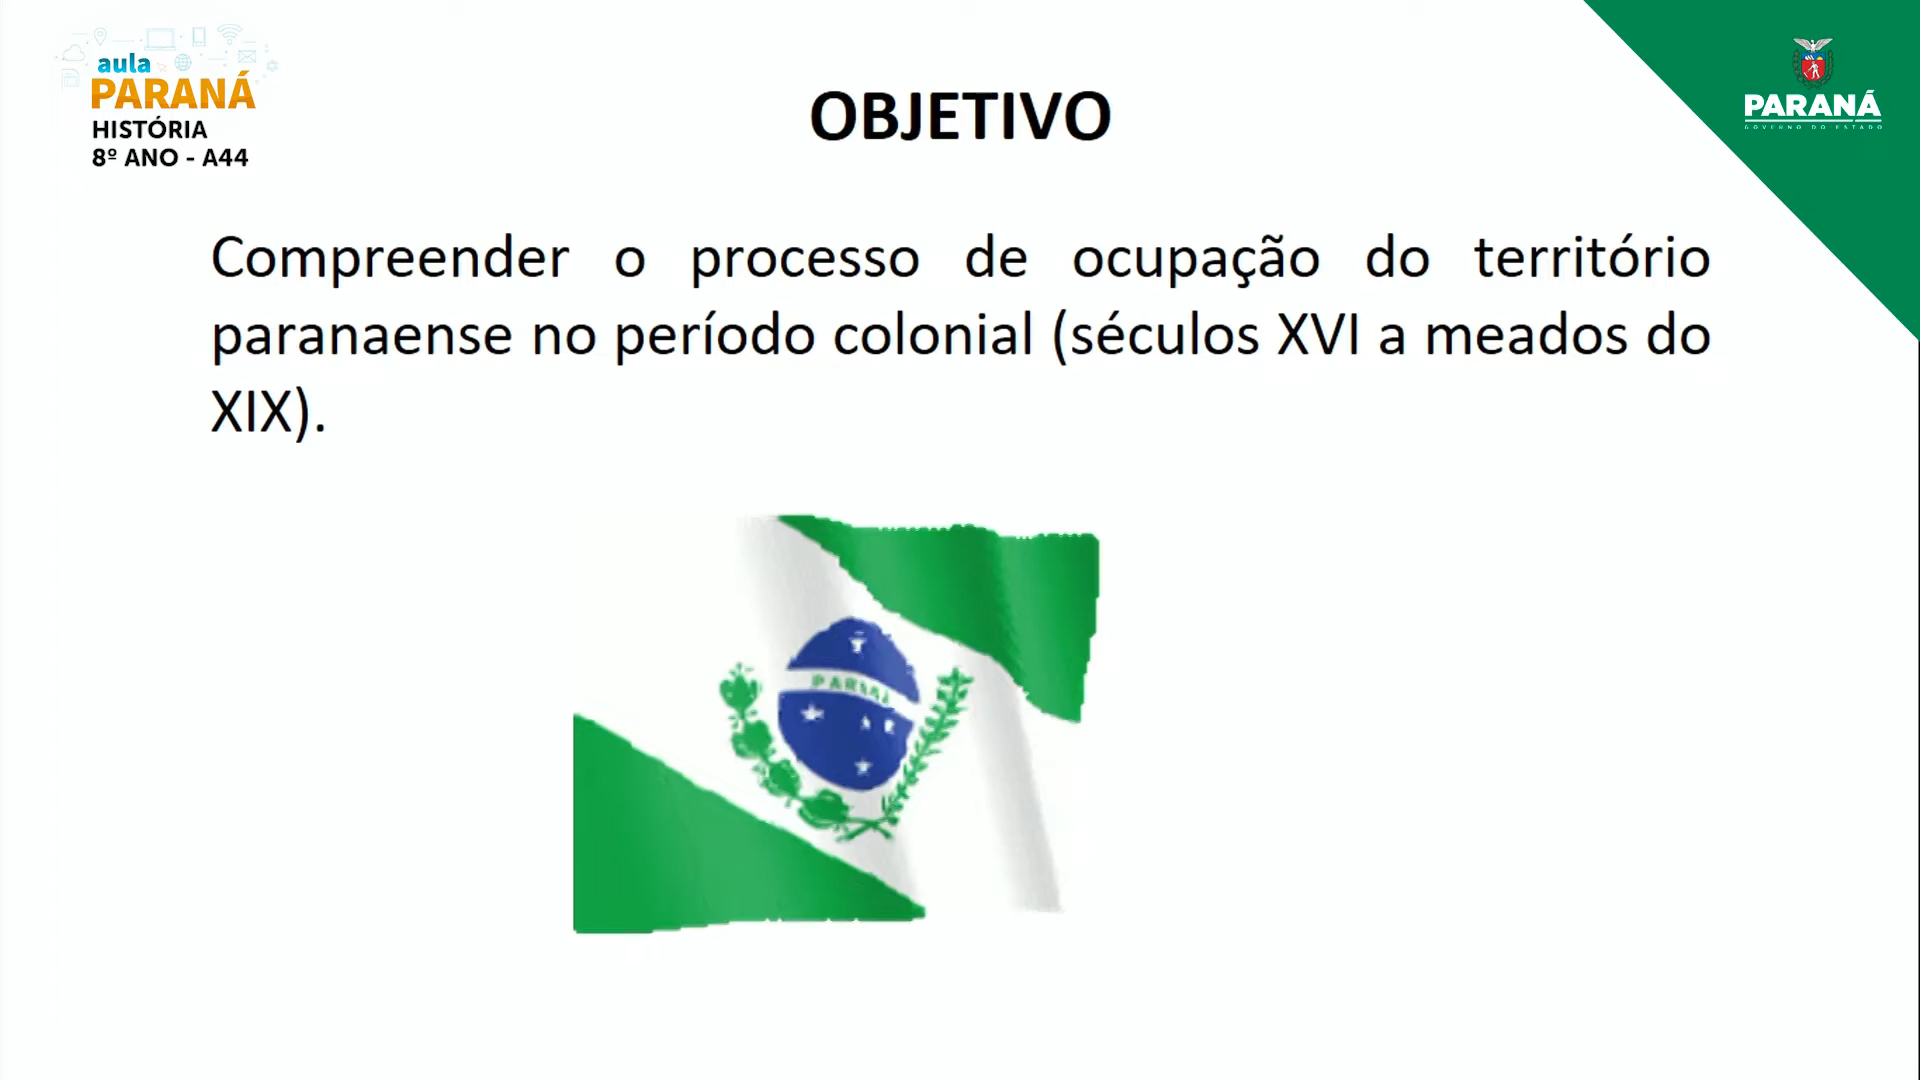 aula
PARANÁ
HISTÓRIA
8º ANO - A44
OBJETIVO
PARANÁ
GOVERNO DO ESTADO
Compreender o processo de ocupação do território
paranaense no período colonial (séculos XVI a meados do
XIX).
PARANÁ